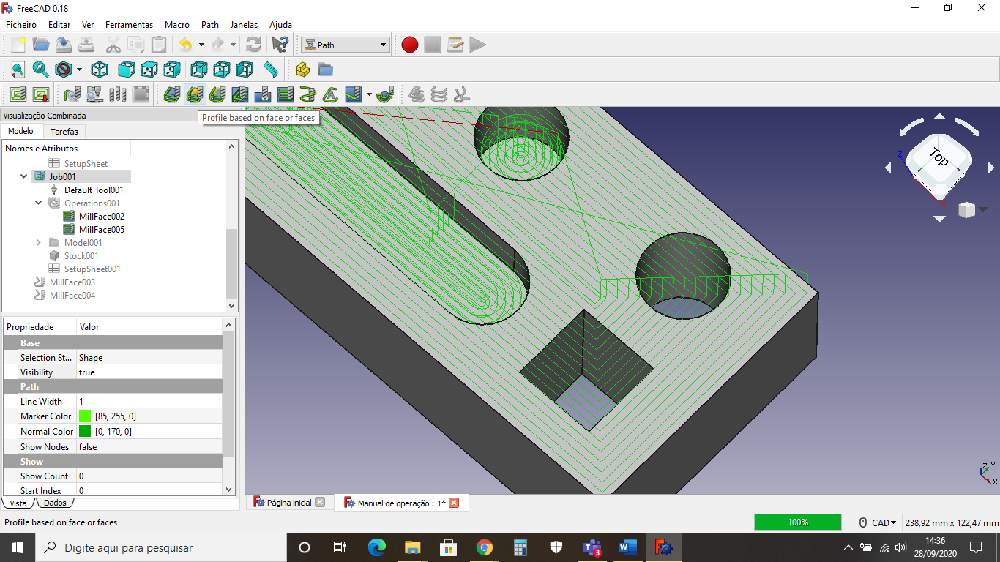 FreeCAD 0.18
Ficheiro Editar Ver Ferramentas Macro Path Janelas Ajuda
Path
Visualização Combinada
Profile based on face or faces
Modelo Tarefas
Nomes e Atributos
SetupSheet
Job001
Default Tool001
Operations001
MillFace002
MillFace005
Model001
Stock001
SetupSheet001
MillFace003
MillFace004
Top
Z
Propriedade Valor
Base
Selection St... Shape
Visibility true
Path
Line Width 1
Marker Color [85, 255, 0]
Normal Color [0, 170, 0]
Show Nodes false
Show
Show Count 0
Start Index 0
Z Y
X
Vista Dados
Página inicial Manual de operação : 1*
Profile based on face or faces 100% CAD 238,92 mm x 122,47 mm
Digite aqui para pesquisar
3
W
14:36
28/09/2020